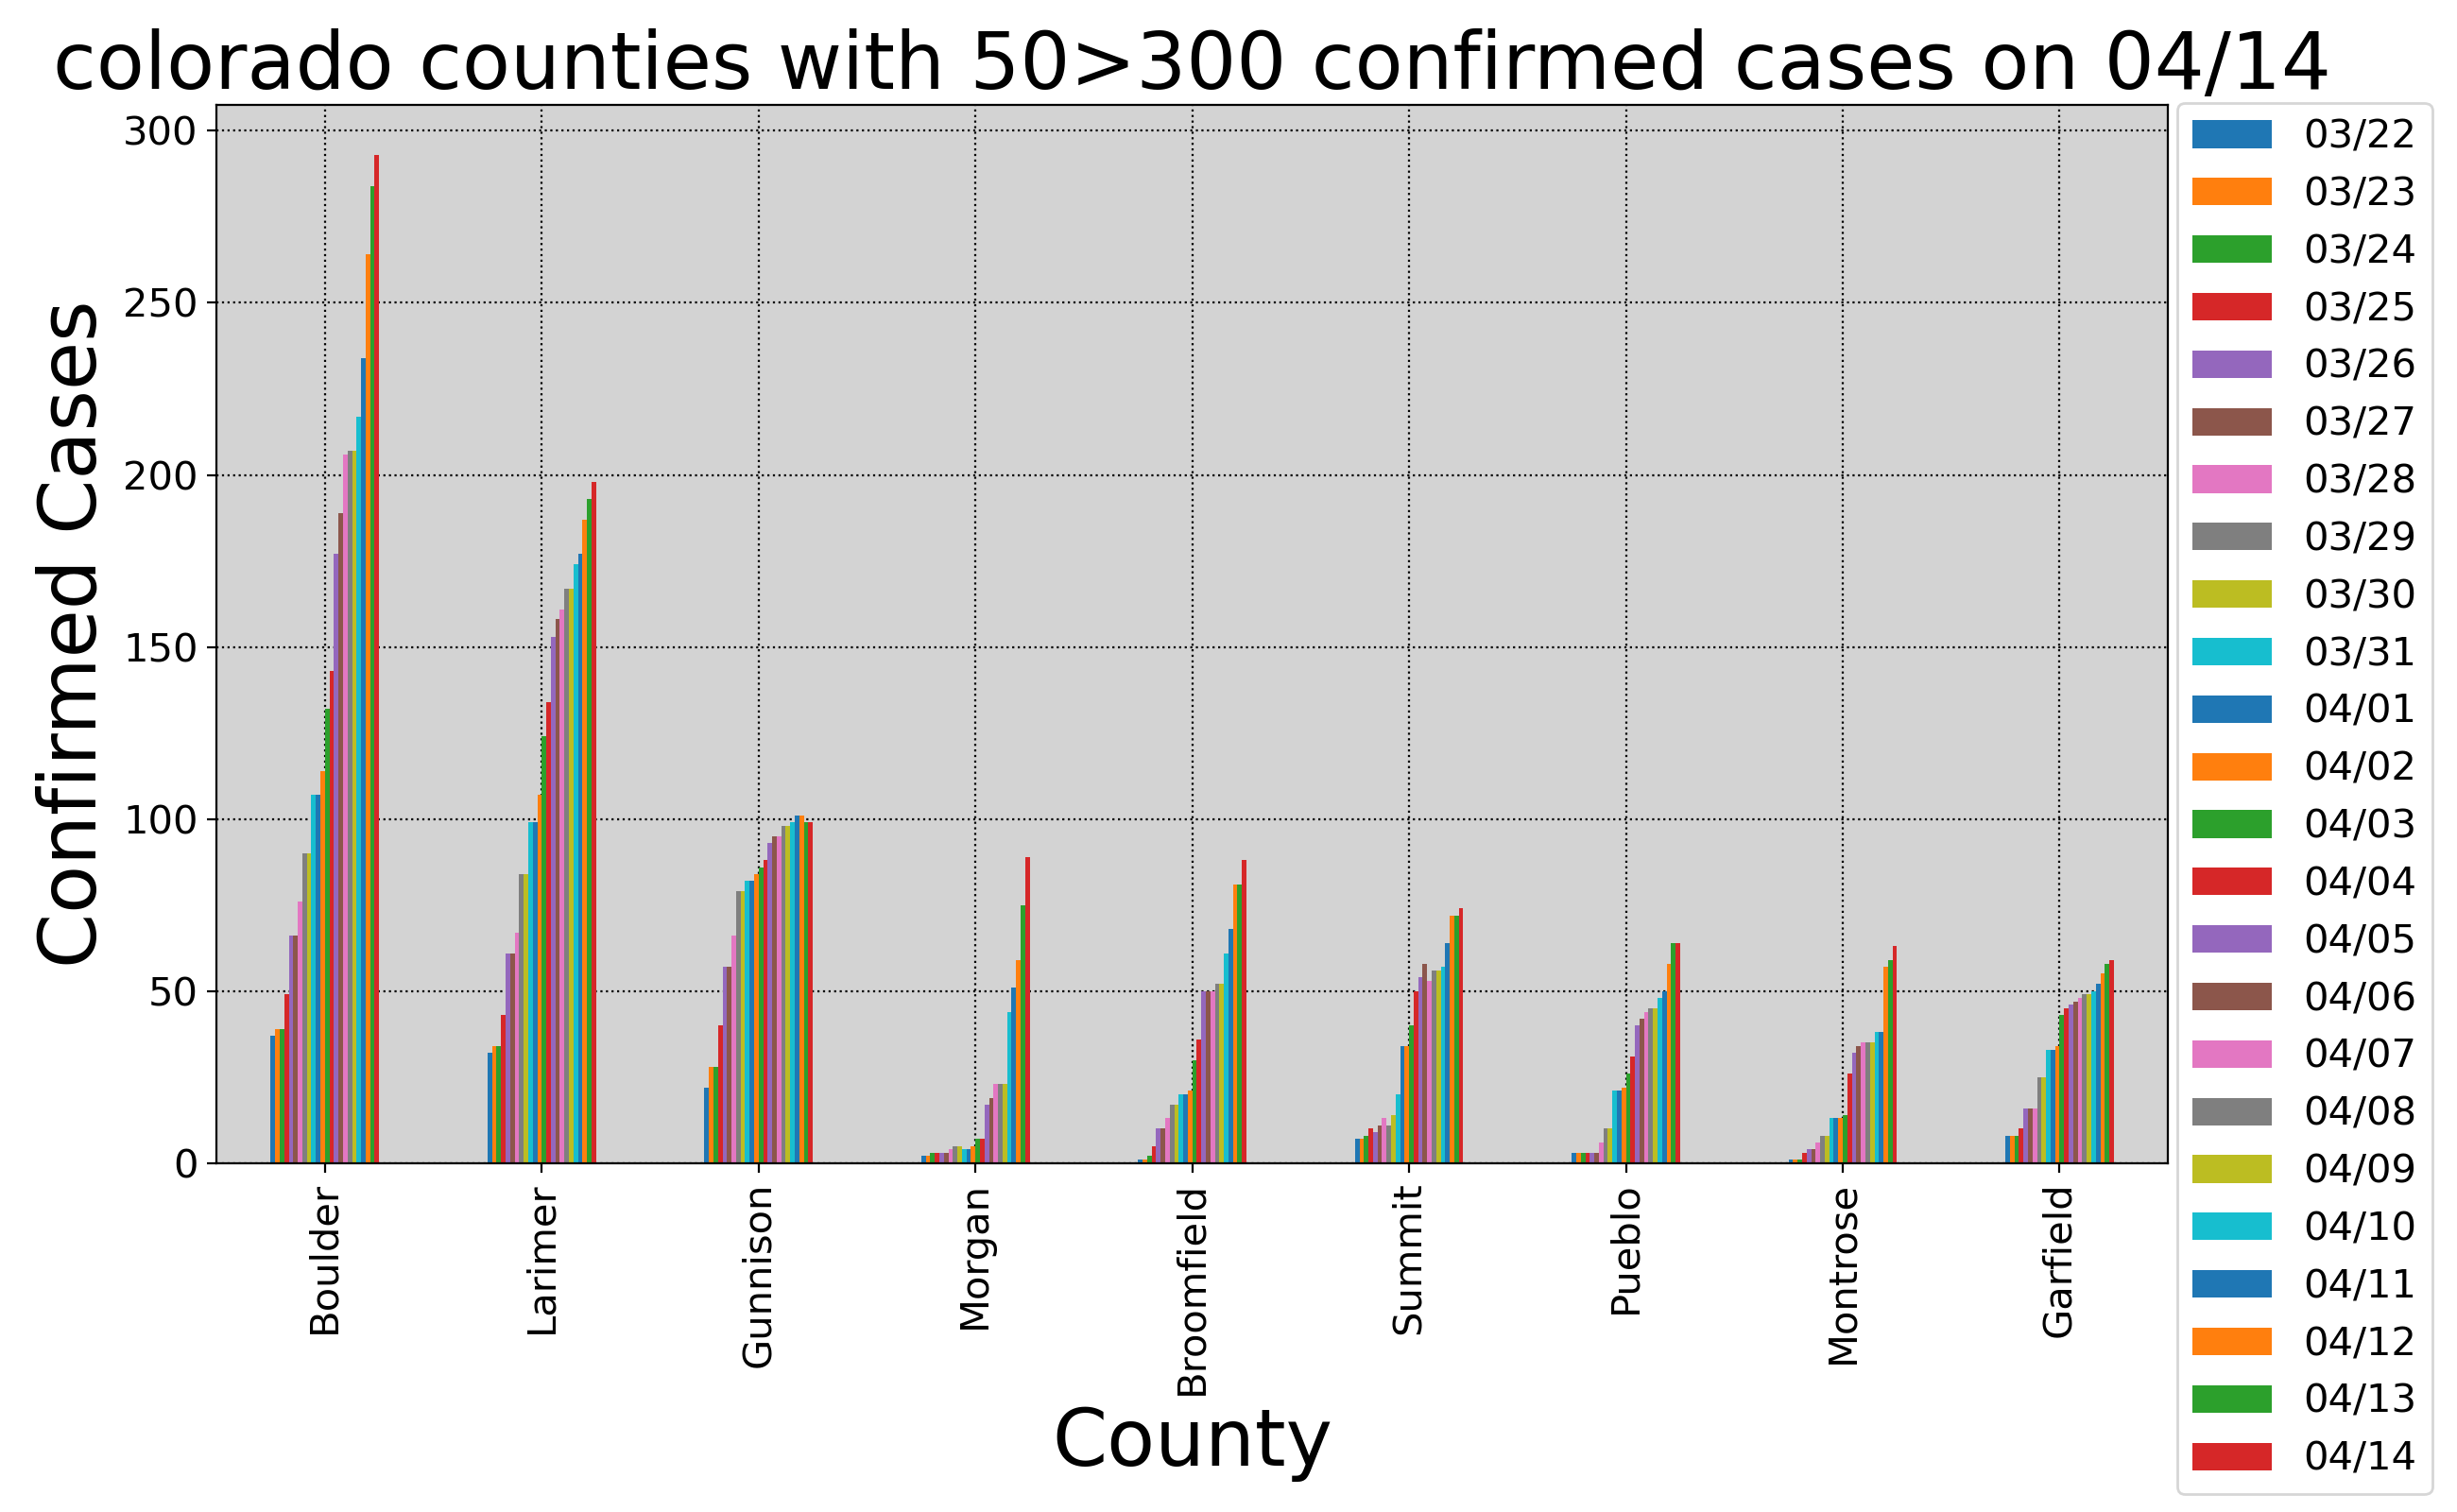 colorado counties with 50>300 confirmed cases on 04/14
Confirmed Cases
300
250
200
150
100
50
0
Boulder
Larimer
Gunnison
Morgan
Broomfield
Summit
Pueblo
Montrose
Garfield
County
03/22
03/23
03/24
03/25
03/26
03/27
03/28
03/29
03/30
03/31
04/01
04/02
04/03
04/04
04/05
04/06
04/07
04/08
04/09
04/10
04/11
04/12
04/13
04/14